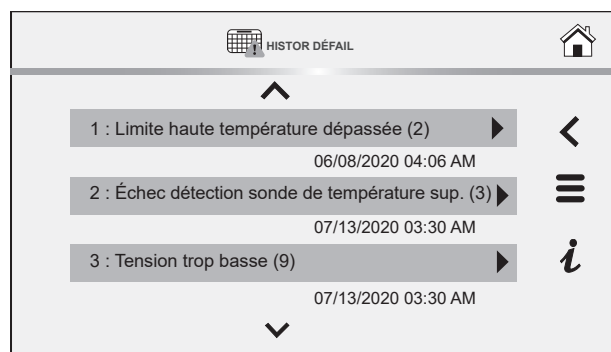 HISTOR DÉFAIL
1 : Limite haute température dépassée (2)
06/08/2020 04:06 AM
2 : Échec détection sonde de température sup. (3)
07/13/2020 03:30 AM
3 : Tension trop basse (9)
07/13/2020 03:30 AM